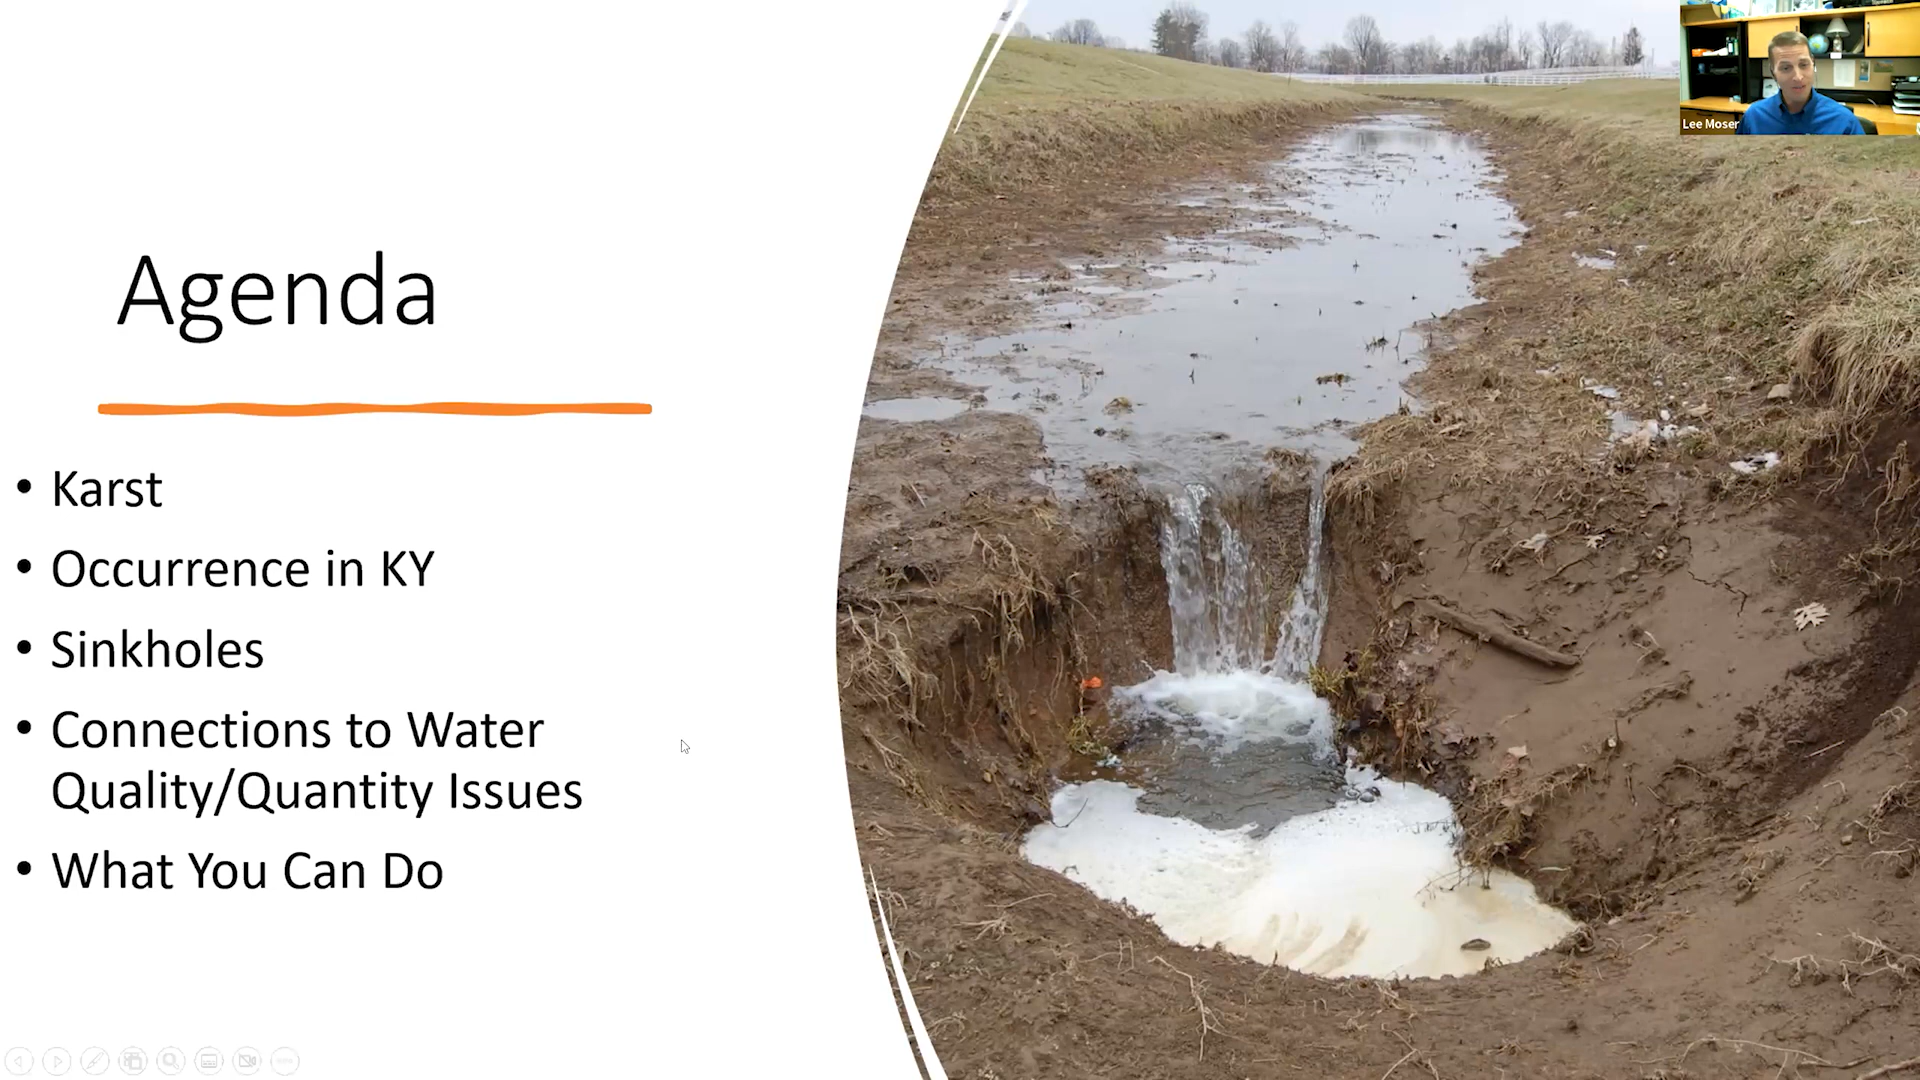 Agenda
• Karst
• Occurrence in KY
• Sinkholes
• Connections to Water
Quality/Quantity Issues
• What You Can Do
Lee Moser